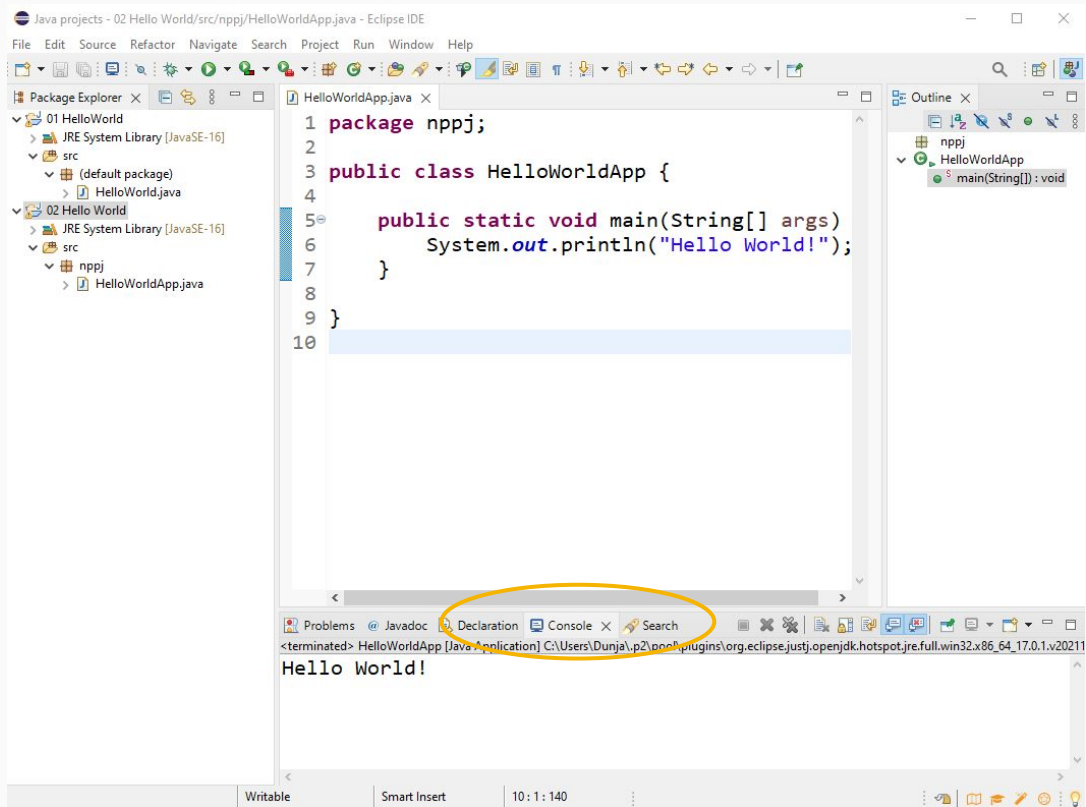 Java projects - 02 Hello World/src/nppj/HelloWorldApp.java - Eclipse IDE
File Edit Source Refactor Navigate Search Project Run Window Help
Package Explorer
01 HelloWorld
JRE System Library [JavaSE-16]
src
(default package)
HelloWorld.java
02 Hello World
JRE System Library [JavaSE-16]
src
nppj
HelloWorldApp.java
HelloWorldApp.java
1 package nppj;
2
3 public class HelloWorldApp {
4
5 public static void main(String[] args)
6 System.out.println("Hello World!");
7 }
8
9 }
10
Outline
nppj
HelloWorldApp
main(String[]) : void
Problems @ Javadoc Declaration Console Search
<terminated> HelloWorldApp [Java Application] C:\Users\Dunja\.p2\pool\plugins\org.eclipse.justj.openjdk.hotspot.jre.full.win32.x86_64_17.0.1.v20211
Hello World!
Writable Smart Insert 10 : 1 : 140